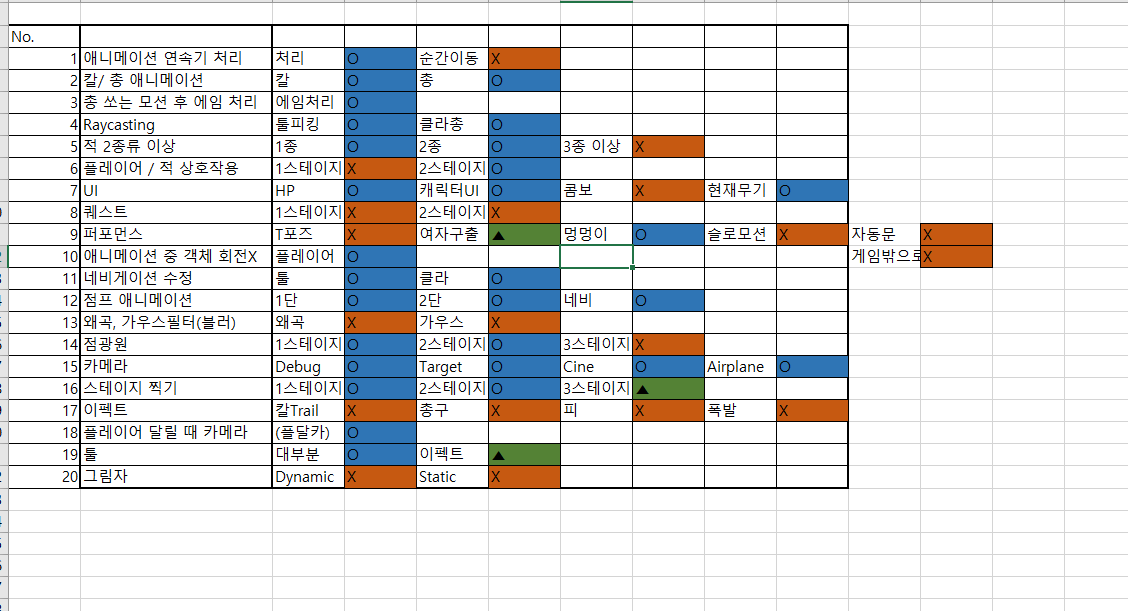 No.
1 애니메이션 연속기 처리 처리 O 순간이동 X
2 칼/ 총 애니메이션 칼 O 총 O
3 총 쏘는 모션 후 에임 처리 에임처리 O
4 Raycasting 툴피킹 O 클라총 O
5 적 2종류 이상 1종 O 2종 O 3종 이상 X
6 플레이어 / 적 상호작용 1스테이지 X 2스테이지 O
7 UI HP O 캐릭터UI O 콤보 X 현재무기 O
8 퀘스트 1스테이지 X 2스테이지 X
9 퍼포먼스 T포즈 X 여자구출 ▲ 멍멍이 O 슬로모션 X 자동문 X
10 애니메이션 중 객체 회전X 플레이어 O 게임밖으로 X
11 네비게이션 수정 툴 O 클라 O
12 점프 애니메이션 1단 O 2단 O 네비 O
13 왜곡, 가우스필터(블러) 왜곡 X 가우스 X
14 점광원 1스테이지 O 2스테이지 O 3스테이지 X
15 카메라 Debug O Target O Cine O Airplane O
16 스테이지 찍기 1스테이지 O 2스테이지 O 3스테이지 ▲
17 이펙트 칼Trail X 총구 X 피 X 폭발 X
18 플레이어 달릴 때 카메라 (플달카) O
19 툴 대부분 O 이펙트 ▲
20 그림자 Dynamic X Static X